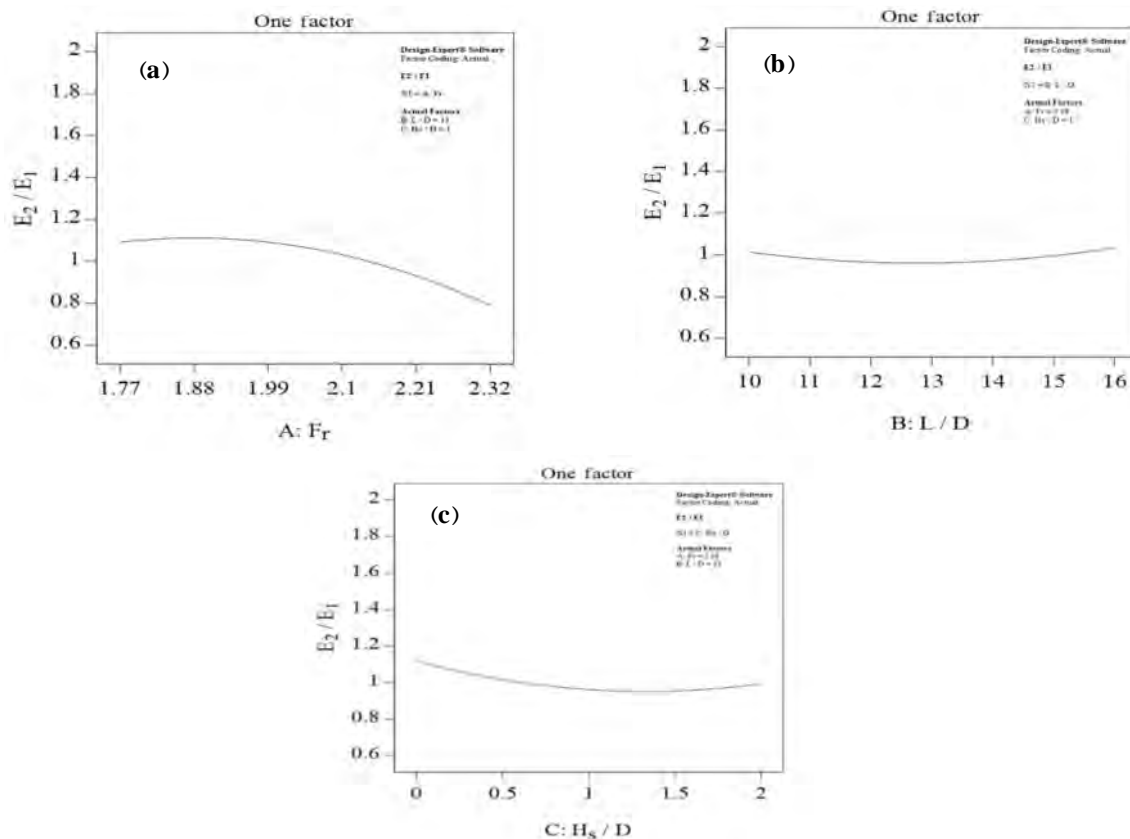 One factor
(a)
Design-Expert® Software
Factor Coding: Actual
E2 / E1
Actual Factors
C: Hs / D = 1
2
1.8
1.6
1.4
1.2
1
0.8
0.6
E2 / E1
1.77 1.88 1.99 2.1 2.21 2.32
A: Fr
One factor
(b)
Design-Expert® Software
Factor Coding: Actual
E2 / E1
Actual Factors
C: Hs / D = 1
2
1.8
1.6
1.4
1.2
1
0.8
0.6
E2 / E1
10 11 12 13 14 15 16
B: L / D
One factor
(c)
Design-Expert® Software
Factor Coding: Actual
E2 / E1
Actual Factors
2
1.8
1.6
1.4
1.2
1
0.8
0.6
E2 / E1
0 0.5 1 1.5 2
C: Hs / D